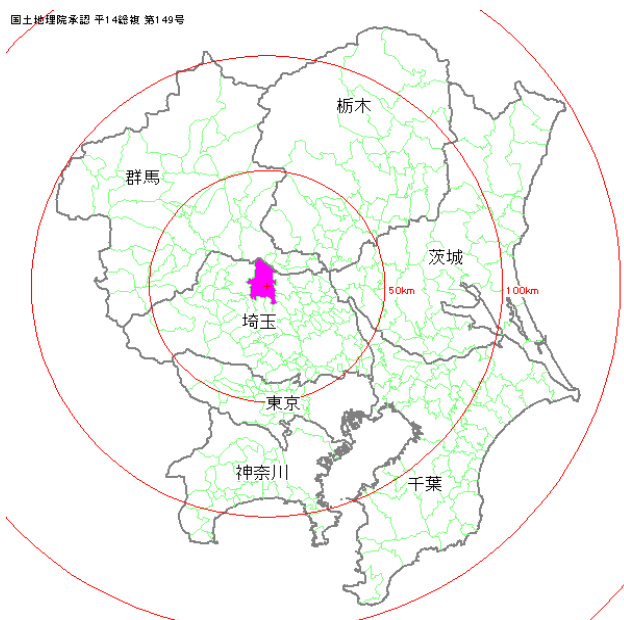 国土地理院承認 平14総複 第149号
栃木
群馬
茨城
50km
100km
埼玉
東京
神奈川
千葉